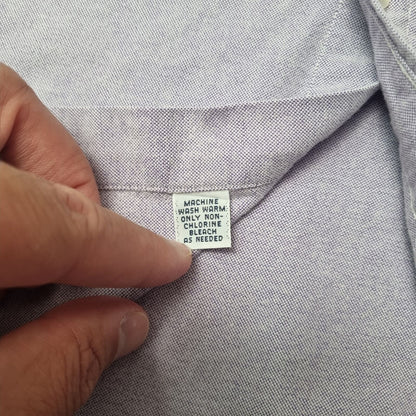 MACHINE
WASH WARM
ONLY NON-
CHLORINE
BLEACH
AS NEEDED